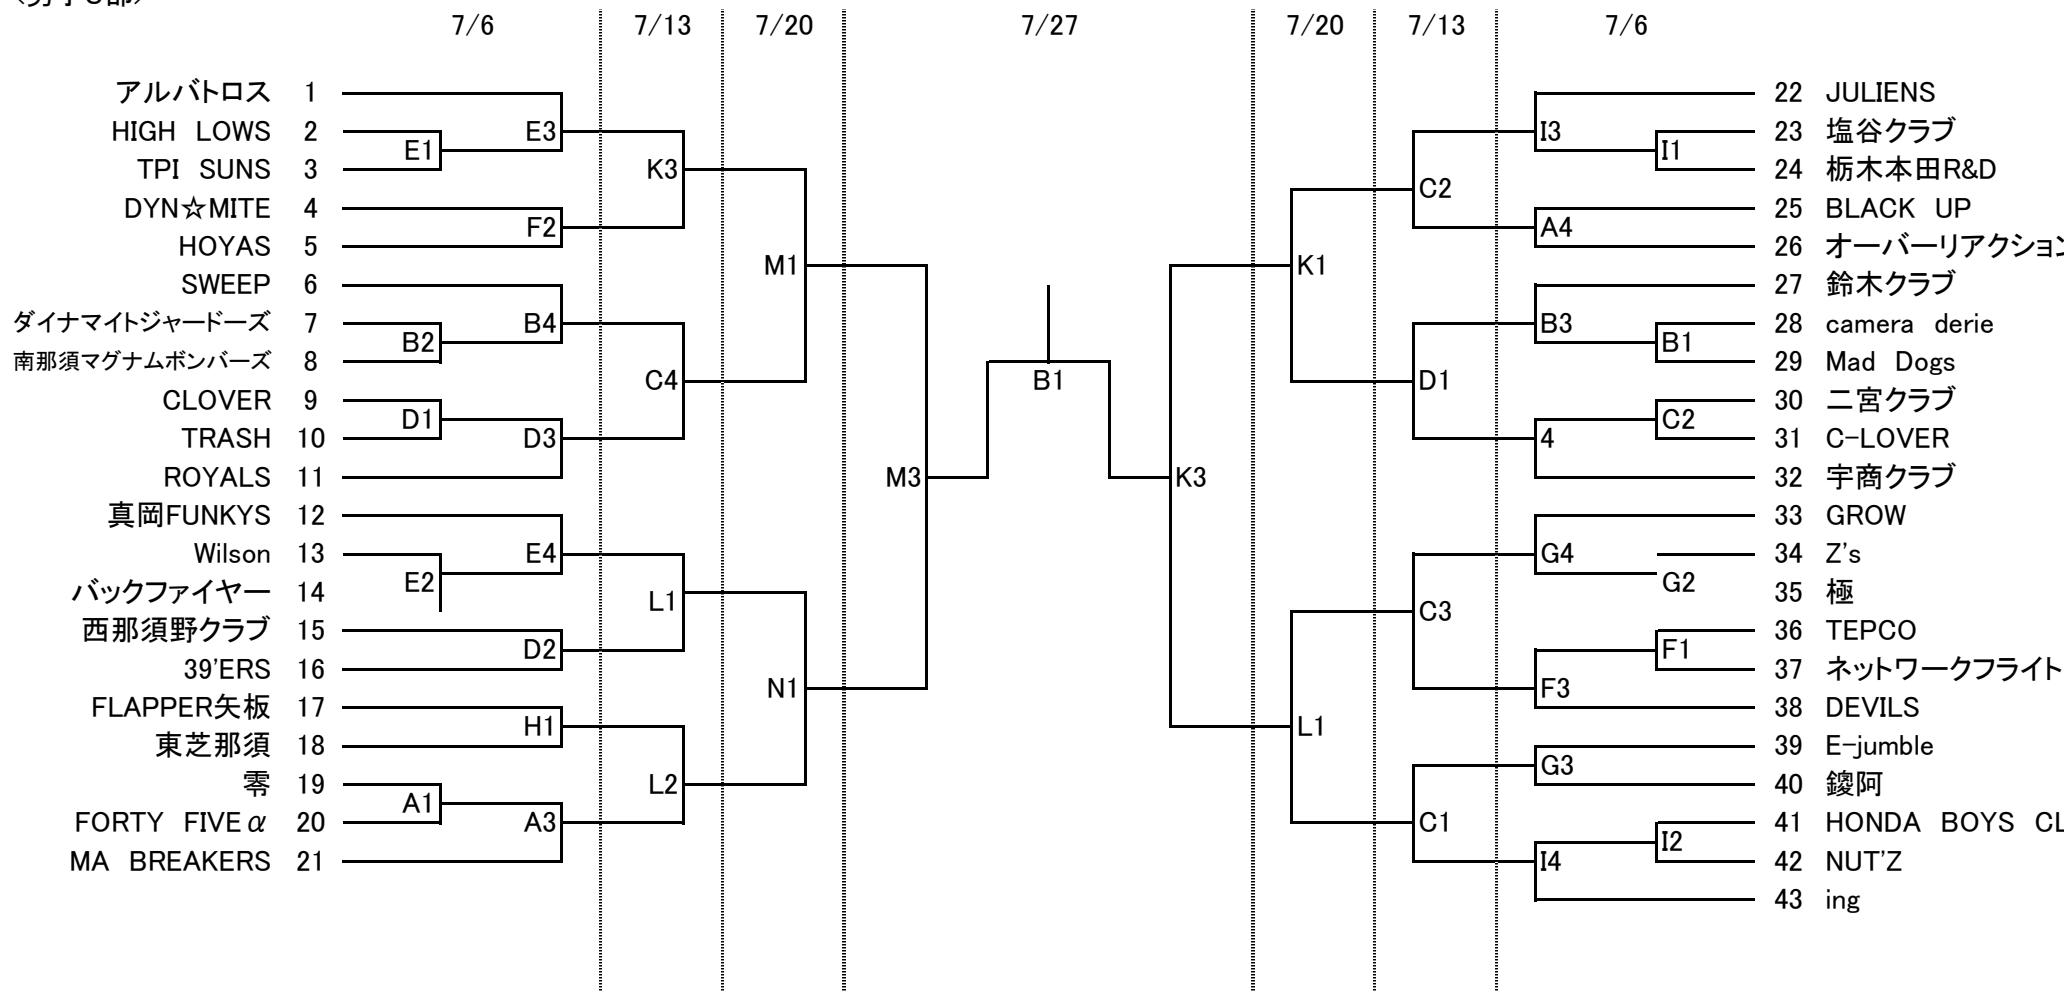 7/6 7/13 7/20 7/27 7/20 7/13 7/6
アルバトロス 1
HIGH LOWS 2
TPI SUNS 3
DYN☆MITE 4
HOYAS 5
SWEEP 6
ダイナマイトジャードーズ 7
南那須マグナムボンバーズ 8
CLOVER 9
TRASH 10
ROYALS 11
真岡FUNKYS 12
Wilson 13
バックファイヤー 14
西那須野クラブ 15
39'ERS 16
FLAPPER矢板 17
東芝那須 18
零 19
FORTY FIVEα 20
MA BREAKERS 21
E1
B2
D1
E2
A1
E3
F2
B4
D3
E4
D2
H1
A3
K3
C4
L1
L2
M1
N1
M3
B1
K3
K1
L1
C2
D1
C3
C1
I3
A4
B3
4
G4
F3
G3
I4
I1
B1
C2
G2
F1
I2
22 JULIENS
23 塩谷クラブ
24 栃木本田R&D
25 BLACK UP
26 オーバーリアクション
27 鈴木クラブ
28 camera derie
29 Mad Dogs
30 二宮クラブ
31 C-LOVER
32 宇商クラブ
33 GROW
34 Z's
35 極
36 TEPCO
37 ネットワークフライト
38 DEVILS
39 E-jumble
40 鑁阿
41 HONDA BOYS CL
42 NUT'Z
43 ing